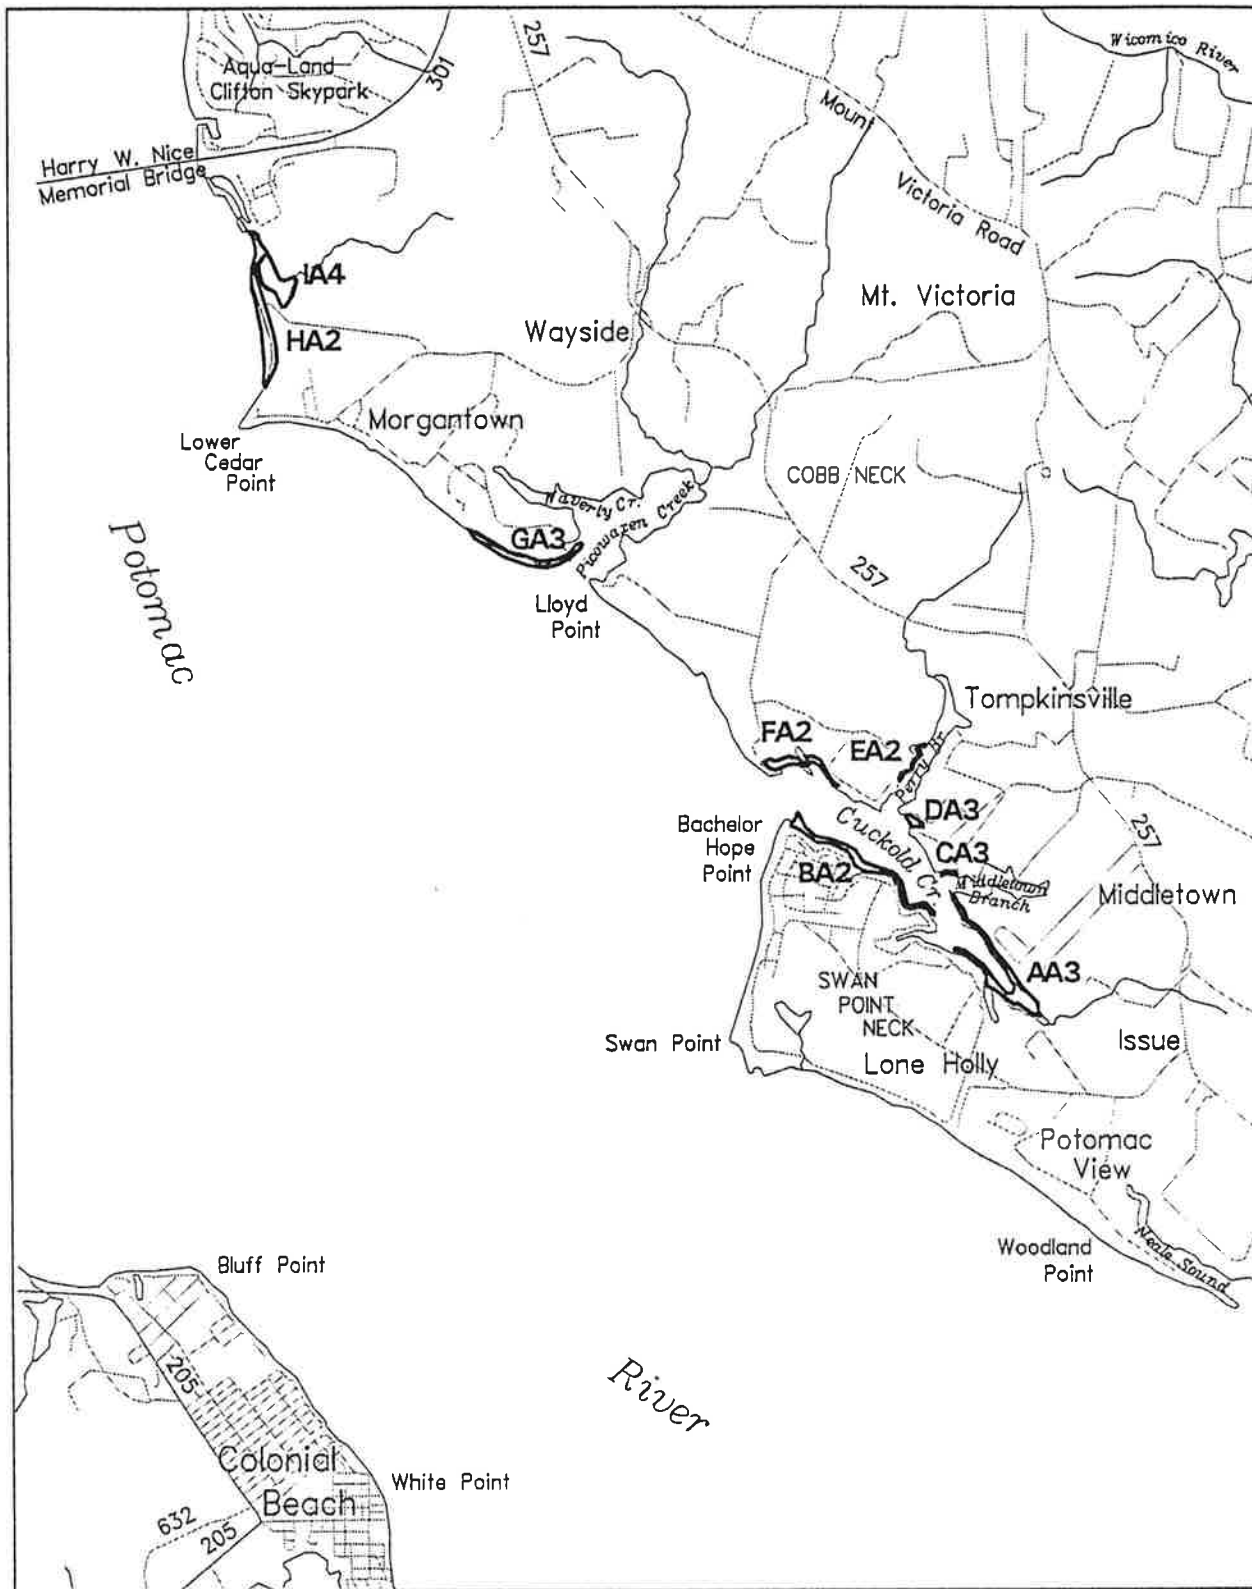 257
Wicomico River
Aqua-Land
Clifton Skypark
301
Mount
Victoria Road
Harry W. Nice
Memorial Bridge
IA4
HA2
Wayside
Mt. Victoria
Morgantown
Lower
Cedar
Point
COBB NECK
Waverly Cr.
Picowaxen Creek
GA3
257
Lloyd
Point
Potomac
Tompkinsville
FA2
EA2
Perry Br.
DA3
Bachelor
Hope
Point
Cuckold Cr.
CA3
257
BA2
Middletown
Branch
Middletown
AA3
SWAN
POINT
NECK
Swan Point
Issue
Lone Holly
Potomac
View
Woodland
Point
Neale Sound
Bluff Point
205
River
Colonial
Beach
White Point
632
205